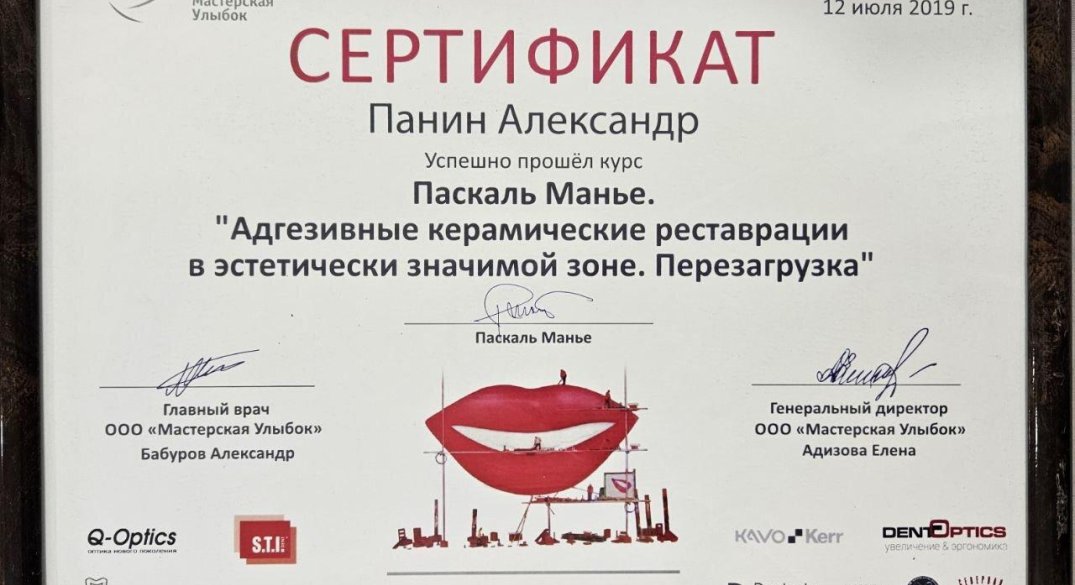 Мастерская
Улыбок
12 июля 2019 г.
СЕРТИФИКАТ
Панин Александр
Успешно прошёл курс
Паскаль Манье.
"Адгезивные керамические реставрации
в эстетически значимой зоне. Перезагрузка"
Паскаль Манье
Главный врач
ООО «Мастерская Улыбок»
Бабуров Александр
Генеральный директор
ООО «Мастерская Улыбок»
Адизова Елена
Q-Optics
оптика нового поколения
S.T.I.
KAVO Kerr
DENTOPTICS
увеличение & эргономика